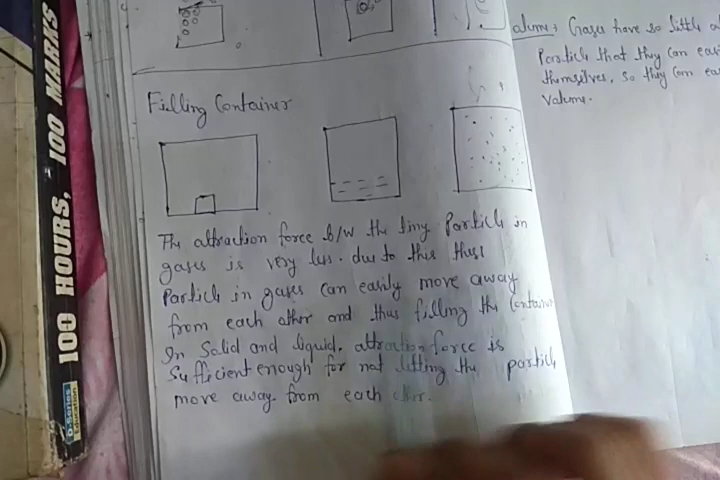 Filling Container
The attraction force b/w the tiny Particle in
gases is very less. due to this these
Particle in gases can easily move away
from each other and thus filling the Container
In Solid and liquid, attraction force is
Sufficient enough for not letting the particle
move away from each other.
Gases have so little
Particle that they can
themselves, so they can
Volume.
100 HOURS, 100 MARKS
D-Series
Education